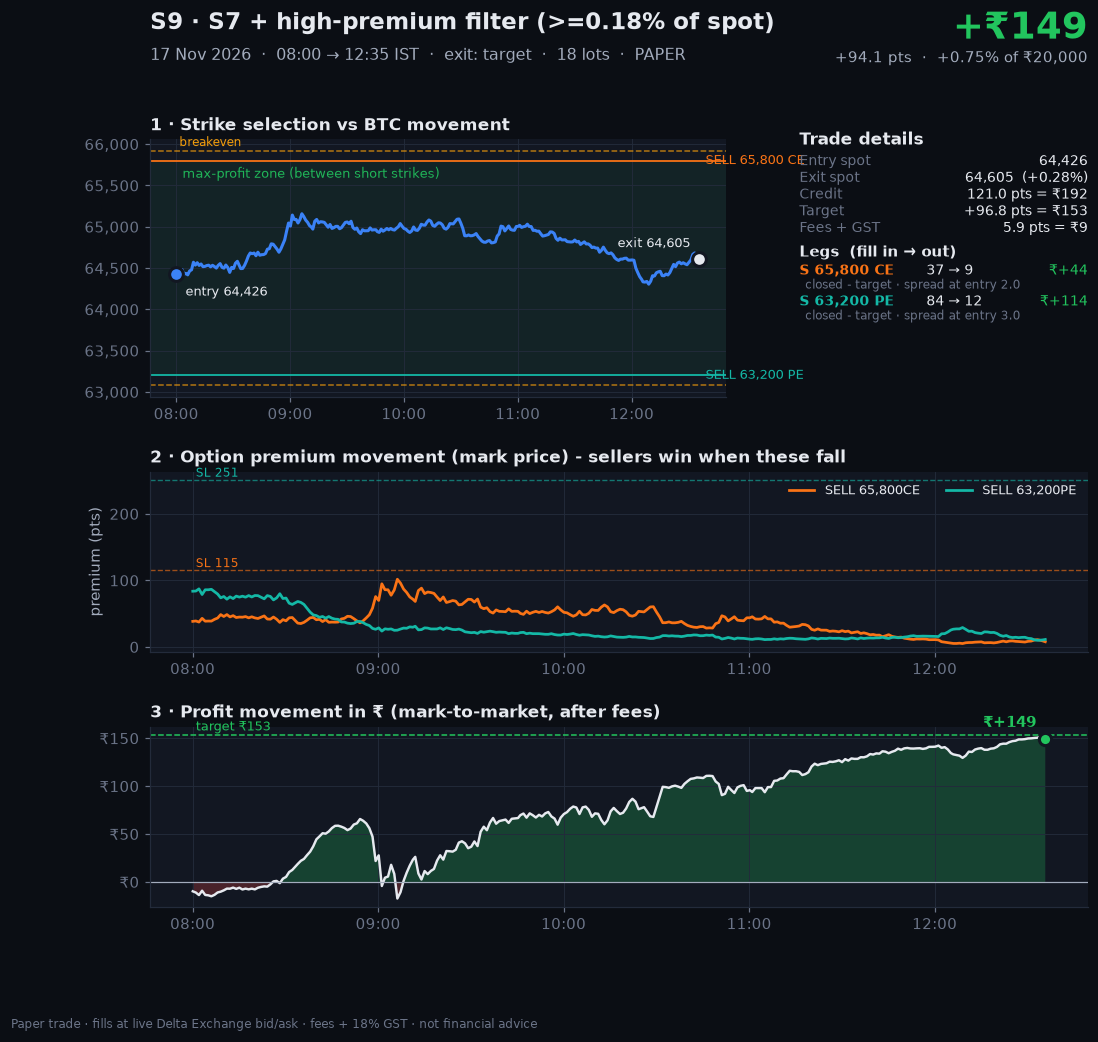 S9 · S7 + high-premium filter (>=0.18% of spot)
+₹149
17 Nov 2026 · 08:00 → 12:35 IST · exit: target · 18 lots · PAPER
+94.1 pts · +0.75% of ₹20,000
1 · Strike selection vs BTC movement
66,000
65,500
65,000
64,500
64,000
63,500
63,000
breakeven
SELL 65,800 CE
max-profit zone (between short strikes)
exit 64,605
entry 64,426
SELL 63,200 PE
08:00
09:00
10:00
11:00
12:00
Trade details
Entry spot 64,426
Exit spot 64,605 (+0.28%)
Credit 121.0 pts = ₹192
Target +96.8 pts = ₹153
Fees + GST 5.9 pts = ₹9
Legs (fill in → out)
S 65,800 CE 37 → 9 ₹+44
closed - target · spread at entry 2.0
S 63,200 PE 84 → 12 ₹+114
closed - target · spread at entry 3.0
2 · Option premium movement (mark price) - sellers win when these fall
SL 251
SELL 65,800CE
SELL 63,200PE
SL 115
premium (pts)
200
100
0
08:00
09:00
10:00
11:00
12:00
3 · Profit movement in ₹ (mark-to-market, after fees)
target ₹153
₹+149
₹150
₹100
₹50
₹0
08:00
09:00
10:00
11:00
12:00
Paper trade · fills at live Delta Exchange bid/ask · fees + 18% GST · not financial advice